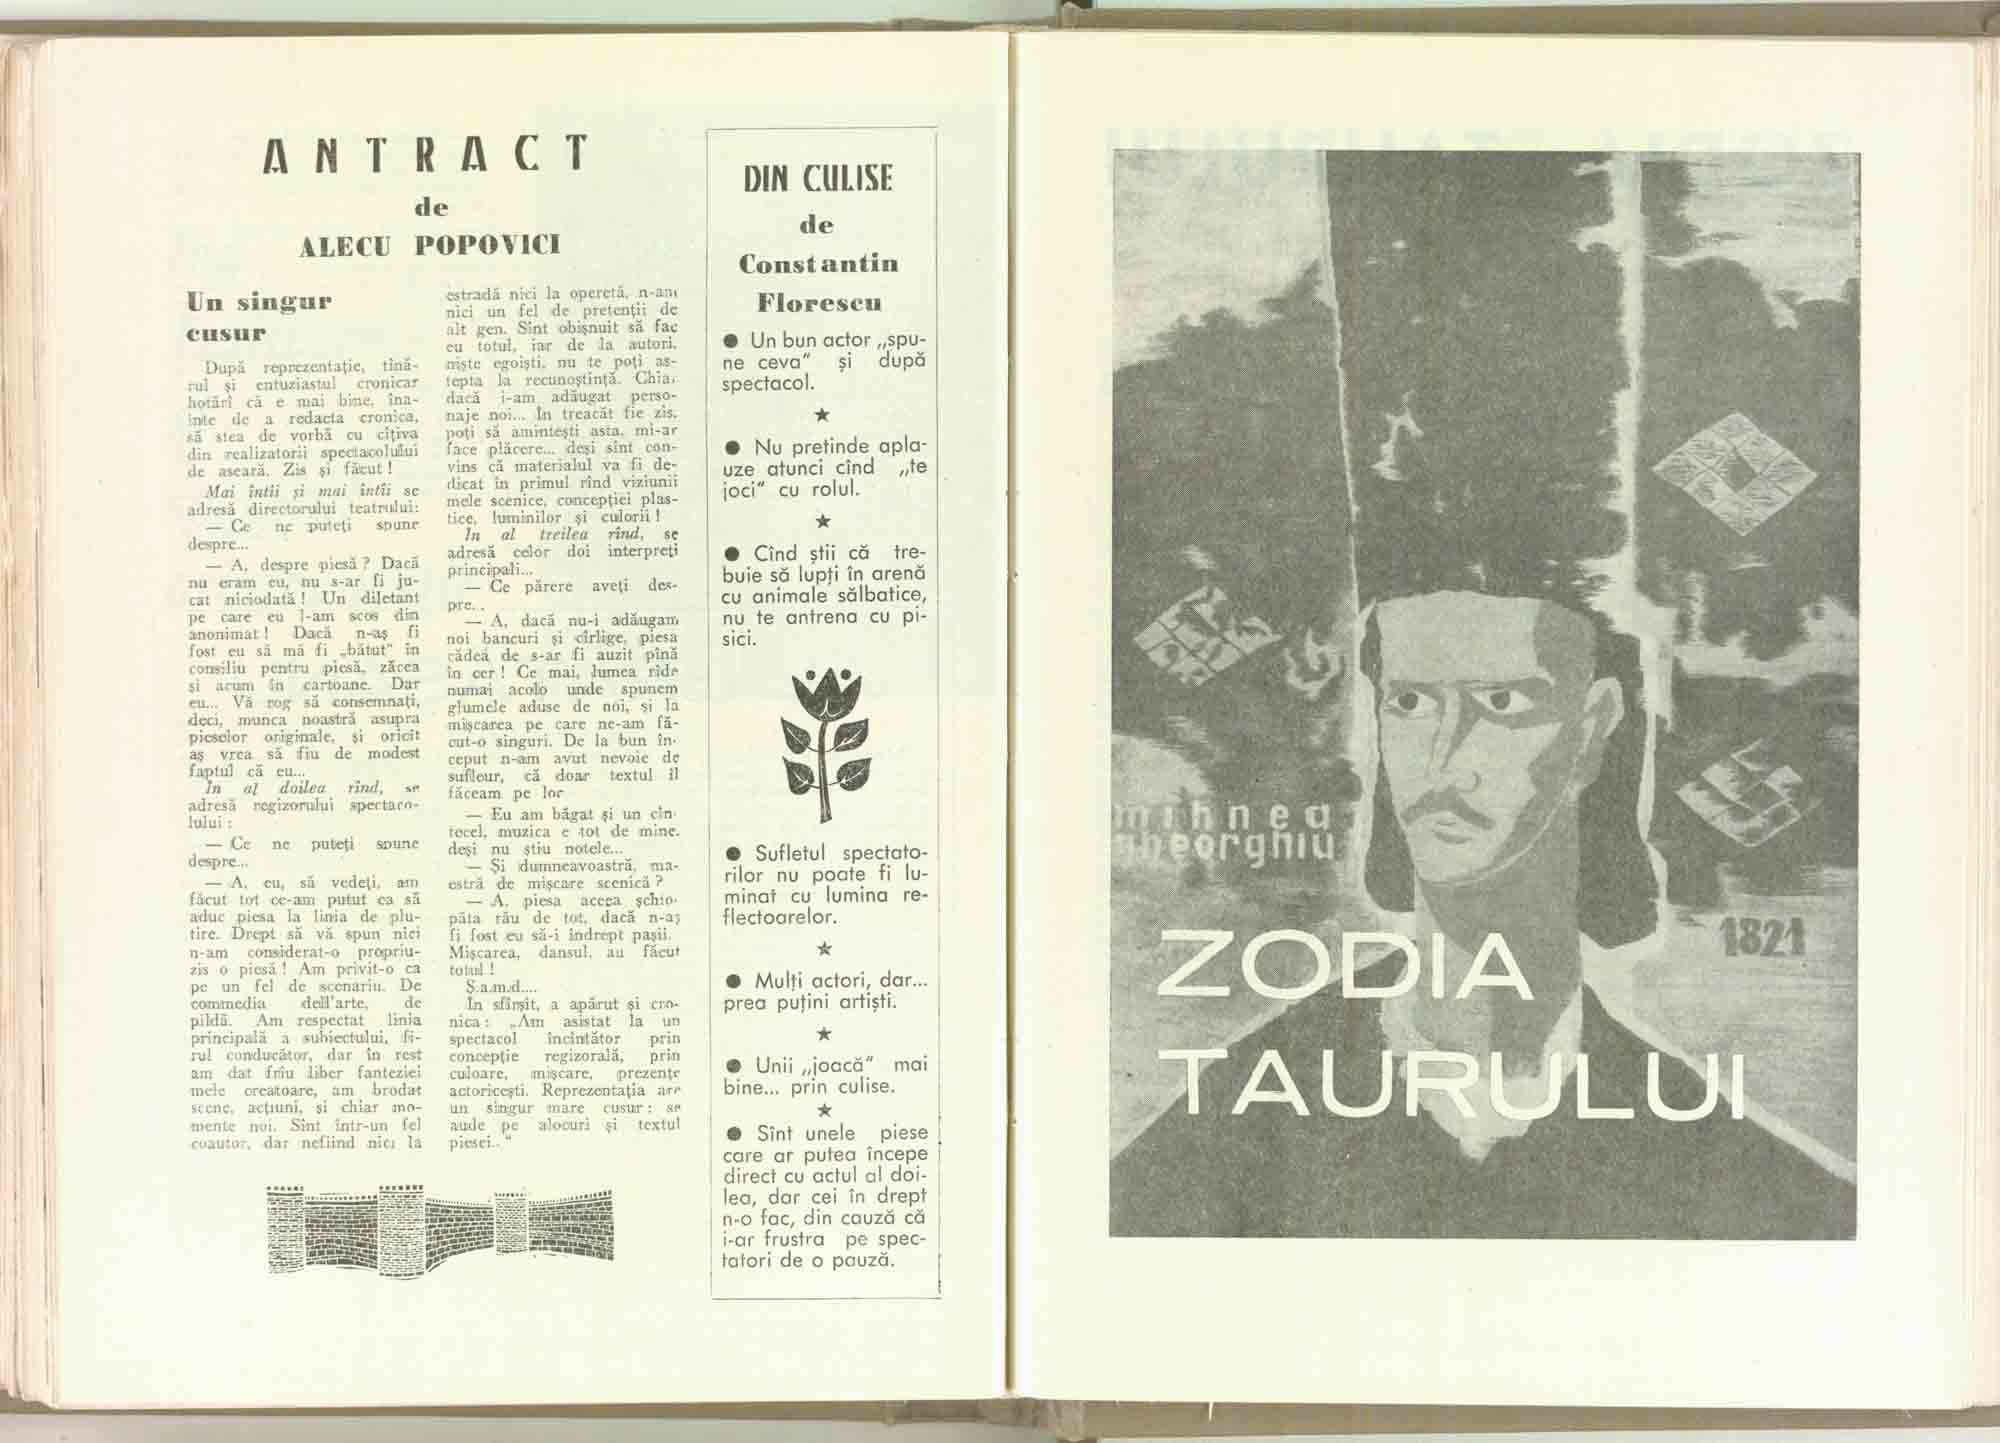 ANTRACT
de
ALECU POPOVICI
Un singur
cusur
După reprezentație, tînă-
rul și entuziastul cronicar
hotărî că e mai bine, îna-
inte de a redacta cronica,
să stea de vorbă cu cîțiva
din realizatorii spectacolului
de aseară. Zis și făcut !
Mai întîi și mai întîi se
adresă directorului teatrului:
— Ce ne puteți spune
despre...
— A, despre piesă ? Dacă
nu eram eu, nu s-ar fi ju-
cat niciodată ! Un diletant
pe care eu l-am scos din
anonimat ! Dacă n-aș fi
fost eu să mă fi „bătut" în
consiliu pentru piesă, zăcea
și acum în cartoane. Dar
eu... Vă rog să consemnați,
deci, munca noastră asupra
pieselor originale, și oricît
aș vrea să fiu de modest
faptul că eu...
In al doilea rînd, se
adresă regizorului spectaco-
lului :
— Ce ne puteți spune
despre...
— A, eu, să vedeți, am
făcut tot ce-am putut ca să
aduc piesa la linia de plu-
tire. Drept să vă spun nici
n-am considerat-o propriu-
zis o piesă ! Am privit-o ca
pe un fel de scenariu. De
commedia dell'arte, de
pildă. Am respectat linia
principală a subiectului, fi-
rul conducător, dar în rest
am dat frîu liber fanteziei
mele creatoare, am brodat
scene, acțiuni, și chiar mo-
mente noi. Sînt într-un fel
coautor, dar nefiind nici la
estradă nici la operetă, n-am
nici un fel de pretenții de
alt gen. Sînt obișnuit să fac
eu totul, iar de la autori,
niște egoiști, nu te poți aș-
tepta la recunoștință. Chiar
dacă i-am adăugat perso-
naje noi... In treacăt fie zis,
poți să amintești asta, mi-ar
face plăcere... deși sînt con-
vins că materialul va fi de-
dicat în primul rînd viziunii
mele scenice, concepției plas-
tice, luminilor și culorii !
In al treilea rînd, se
adresă celor doi interpreți
principali...
— Ce părere aveți des-
pre...
— A, dacă nu-i adăugam
noi bancuri și cîrlige, piesa
cădea de s-ar fi auzit pînă
în cer ! Ce mai, lumea rîde
numai acolo unde spunem
glumele aduse de noi, și la
mișcarea pe care ne-am fă-
cut-o singuri. De la bun în-
ceput n-am avut nevoie de
sufleur, că doar textul îl
făceam pe loc
— Eu am băgat și un cîn-
tecel, muzica e tot de mine,
deși nu știu notele...
— Și dumneavoastră, ma-
estră de mișcare scenică ?
— A, piesa aceea șchio-
păta rău de tot, dacă n-aș
fi fost eu să-i îndrept pașii.
Mișcarea, dansul, au făcut
totul !
Ș.a.m.d....
In sfîrșit, a apărut și cro-
nica : „Am asistat la un
spectacol încîntător prin
concepție regizorală, prin
culoare, mișcare, prezențe
actoricești. Reprezentația are
un singur mare cusur : se
aude pe alocuri și textul
piesei.."
DIN CULISE
de
Constantin
Florescu
● Un bun actor „spu-
ne ceva" și după
spectacol.
★
● Nu pretinde apla-
uze atunci cînd „te
joci" cu rolul.
★
● Cînd știi că tre-
buie să lupți în arenă
cu animale sălbatice,
nu te antrena cu pi-
sici.
● Sufletul spectato-
rilor nu poate fi lu-
minat cu lumina re-
flectoarelor.
★
● Mulți actori, dar...
prea puțini artiști.
★
● Unii „joacă" mai
bine... prin culise.
★
● Sînt unele piese
care ar putea începe
direct cu actul al doi-
lea, dar cei în drept
n-o fac, din cauză că
i-ar frustra pe spec-
tatori de o pauză.
mihnea
gheorghiu
1821
ZODIA
TAURULUI